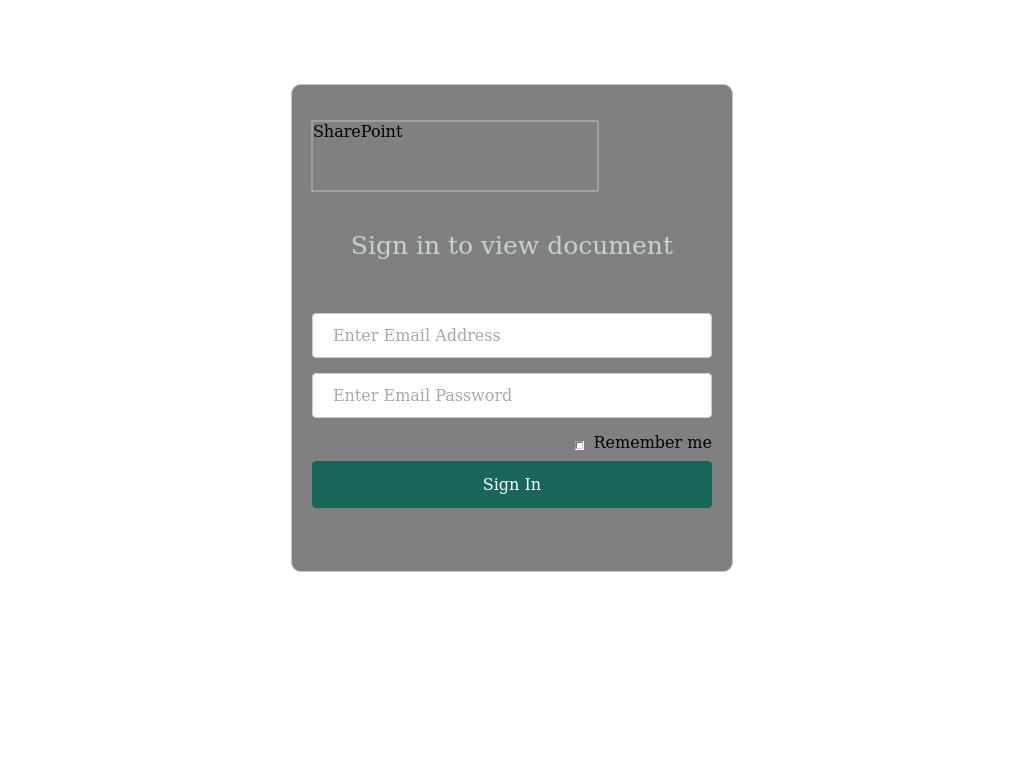 SharePoint
Sign in to view document
Enter Email Address
Enter Email Password
Remember me
Sign In